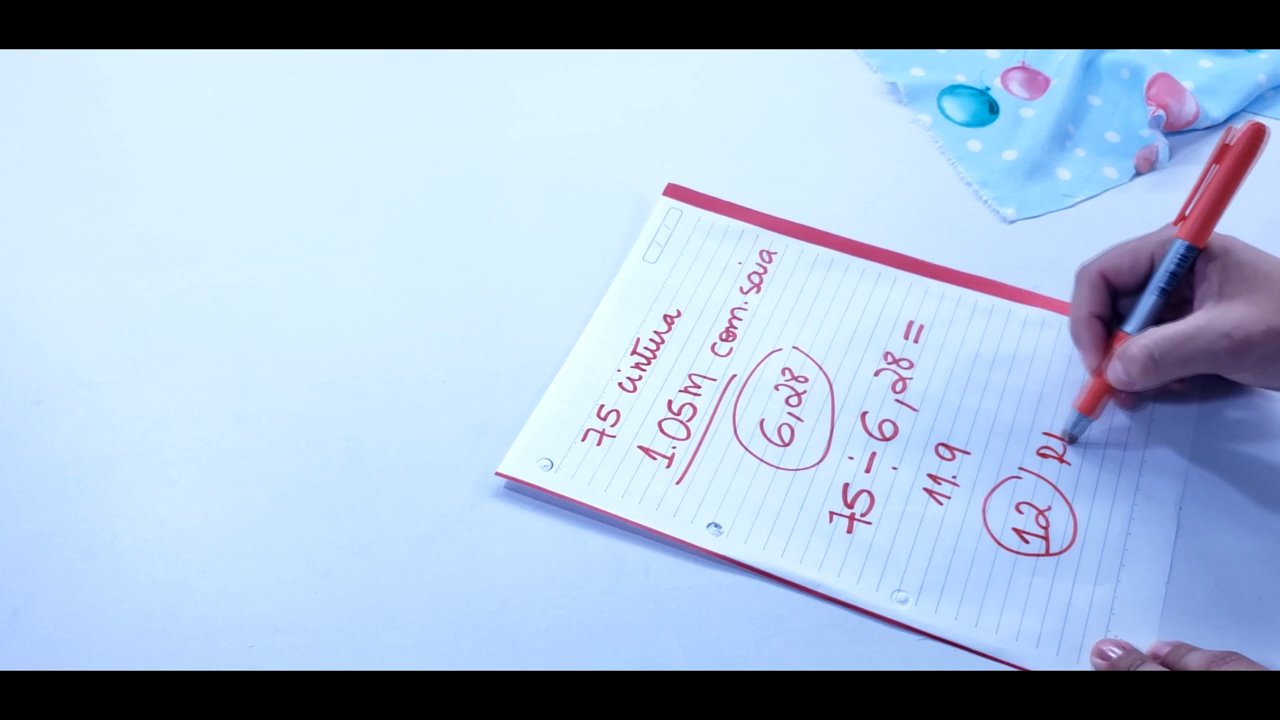 75 cintura
1.05m com. saia
6,28
75 ÷ 6,28 =
11.9
12